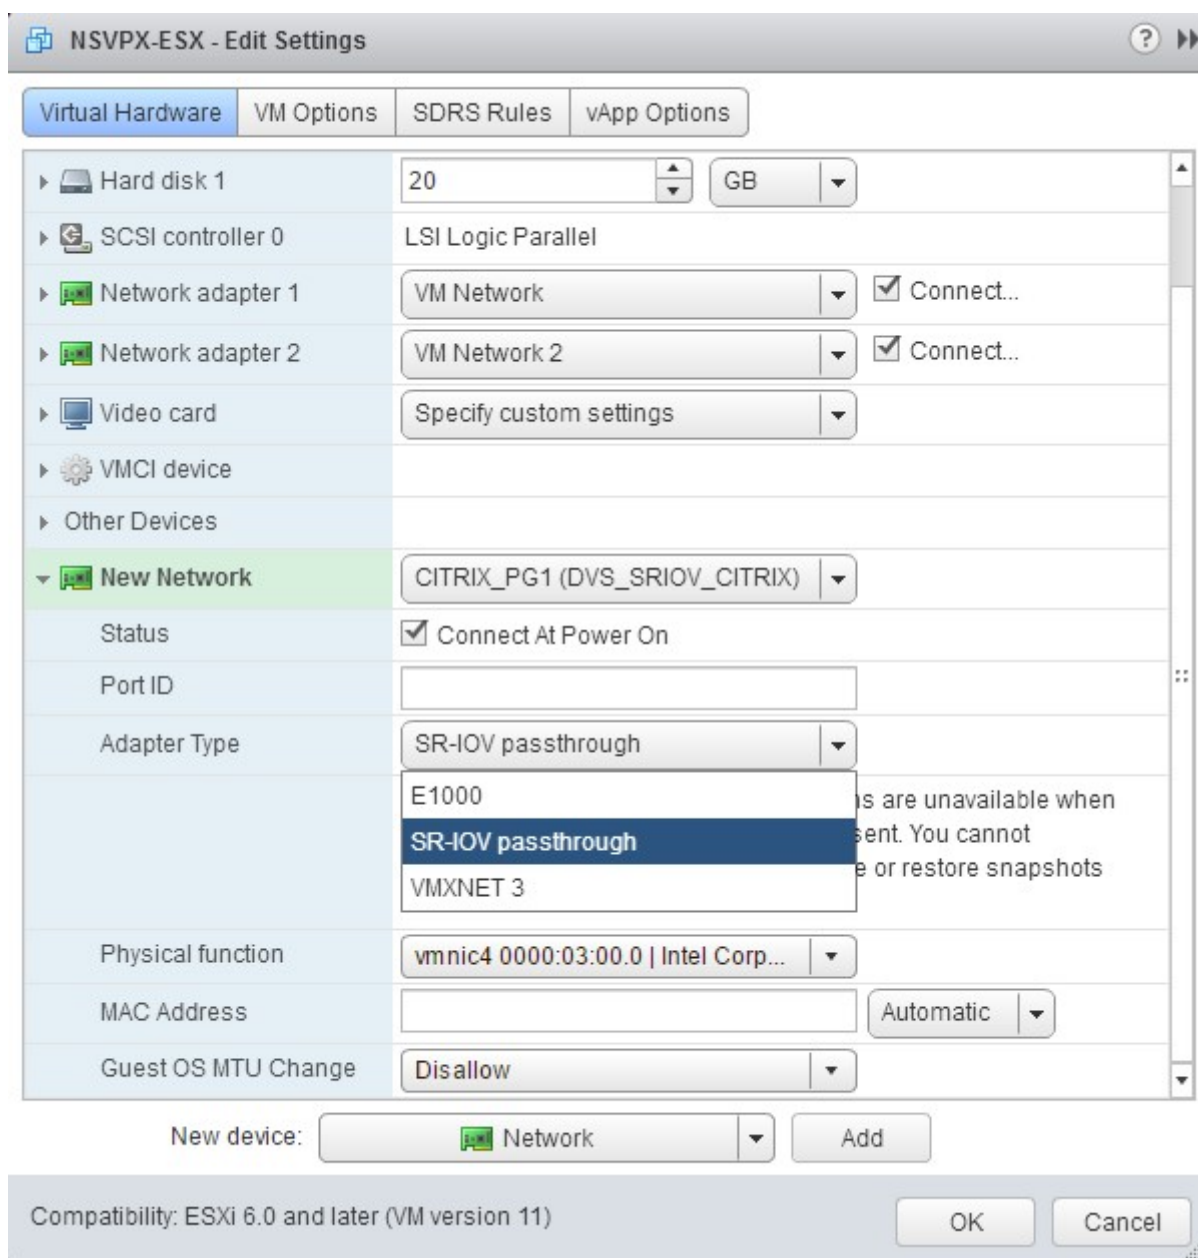 NSVPX-ESX - Edit Settings
?
Virtual Hardware VM Options SDRS Rules vApp Options
Hard disk 1 20 GB
SCSI controller 0 LSI Logic Parallel
Network adapter 1 VM Network Connect...
Network adapter 2 VM Network 2 Connect...
Video card Specify custom settings
VMCI device
Other Devices
New Network CITRIX_PG1 (DVS_SRIOV_CITRIX)
Status Connect At Power On
Port ID
Adapter Type SR-IOV passthrough
E1000
SR-IOV passthrough
VMXNET 3
are unavailable when
You cannot
or restore snapshots
Physical function vmnic4 0000:03:00.0 | Intel Corp...
MAC Address Automatic
Guest OS MTU Change Disallow
New device: Network Add
Compatibility: ESXi 6.0 and later (VM version 11) OK Cancel